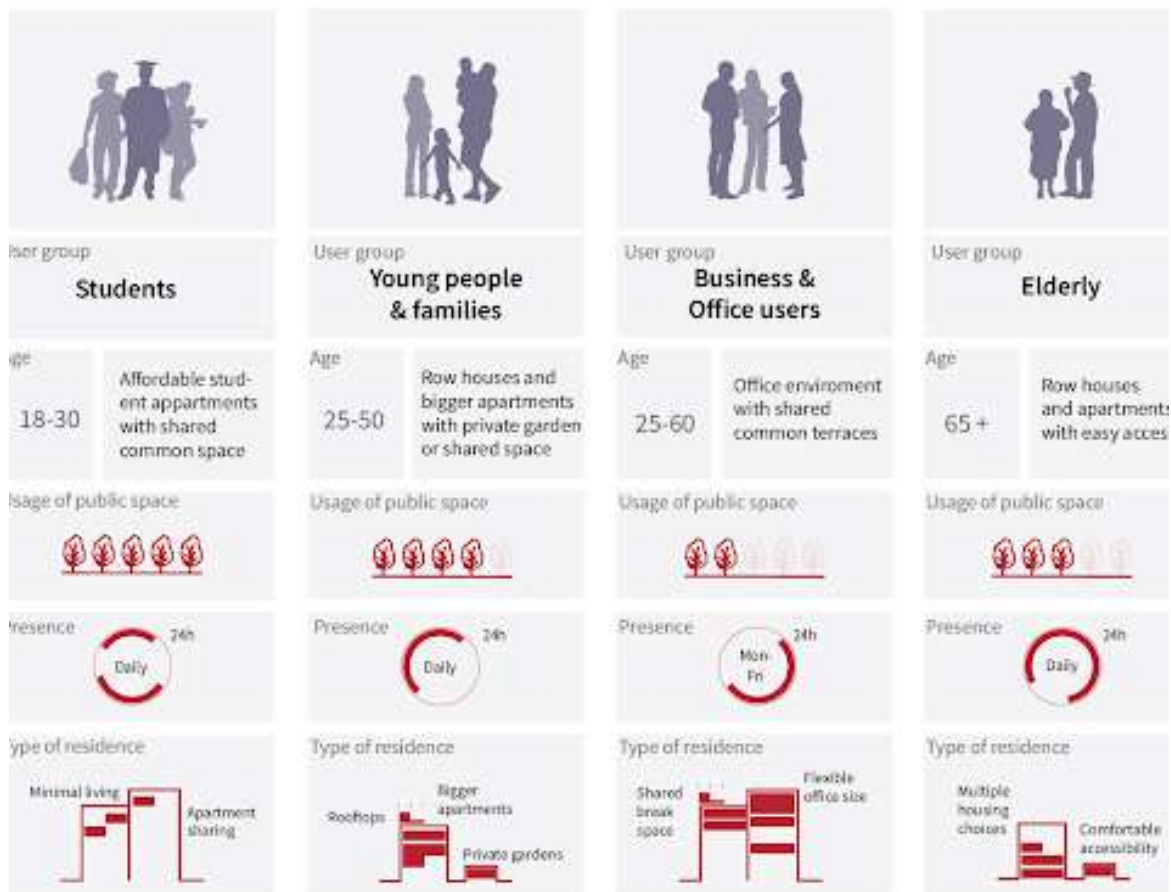 User group
Students
Age
18-30
Affordable stud-
ent appartments
with shared
common space
Usage of public space
Presence
24h
Daily
Type of residence
Minimal living
Apartment
sharing
User group
Young people
& families
Age
25-50
Row houses and
bigger apartments
with private garden
or shared space
Usage of public space
Presence
24h
Daily
Type of residence
Rooftops
Bigger
apartments
Private gardens
User group
Business &
Office users
Age
25-60
Office enviroment
with shared
common terraces
Usage of public space
Presence
24h
Mon-
Fri
Type of residence
Shared
break
space
Flexible
office size
User group
Elderly
Age
65 +
Row houses
and apartments
with easy acces
Usage of public space
Presence
24h
Daily
Type of residence
Multiple
housing
choices
Comfortable
accessibility